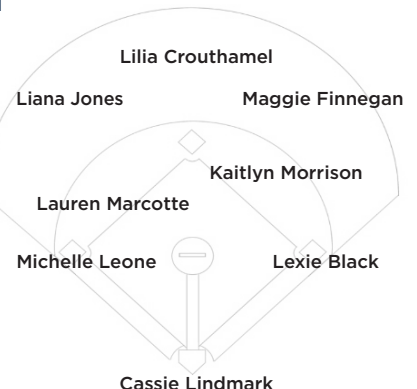 Lilia Crouthamel
Liana Jones
Maggie Finnegan
Kaitlyn Morrison
Lauren Marcotte
Michelle Leone
Lexie Black
Cassie Lindmark